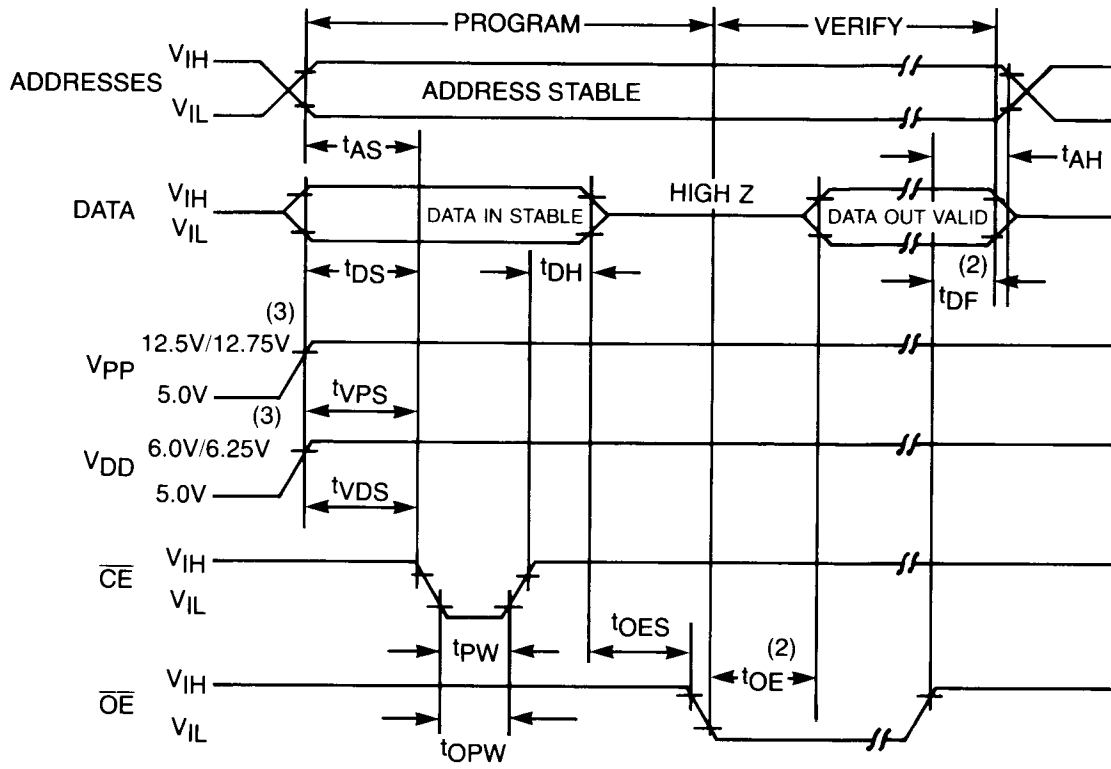 PROGRAM VERIFY
ADDRESSES VIH
VIL
ADDRESS STABLE
tAS
tAH
DATA VIH
VIL
DATA IN STABLE
HIGH Z
DATA OUT VALID
tDS
tDH
(2)
tDF
(3)
VPP 12.5V/12.75V
5.0V
tVPS
(3)
VDD 6.0V/6.25V
5.0V
tVDS
CE VIH
VIL
tPW
tOES
(2)
tOE
OE VIH
VIL
tOPW